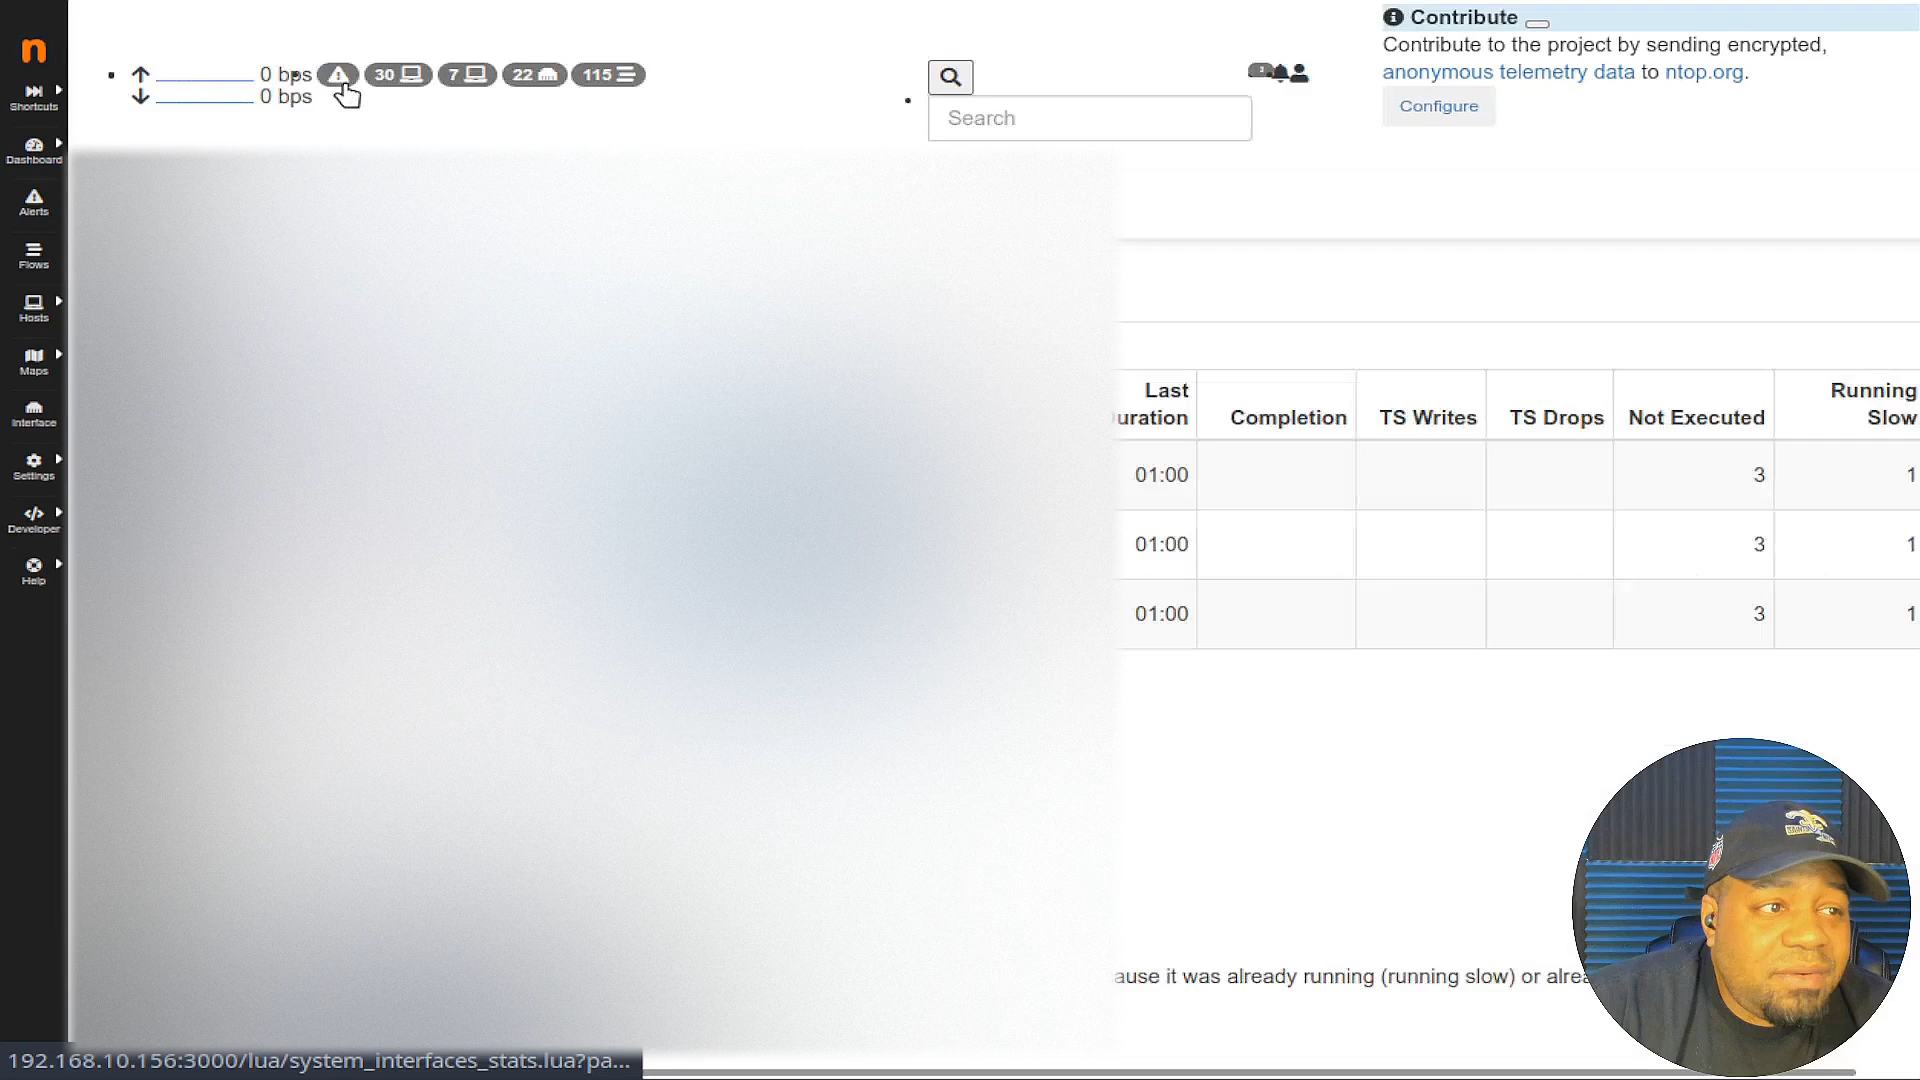 Contribute
Contribute to the project by sending encrypted,
anonymous telemetry data to ntop.org.
Configure
0 bps
0 bps
30
7
22
115
Search
n
Shortcuts
Dashboard
Alerts
Flows
Hosts
Maps
Interface
Settings
Developer
Help
Last
uration
Completion
TS Writes
TS Drops
Not Executed
Running
Slow
01:00 3 1
01:00 3 1
01:00 3 1
ause it was already running (running slow) or alrea
192.168.10.156:3000/lua/system_interfaces_stats.lua?pa...
SAINTS